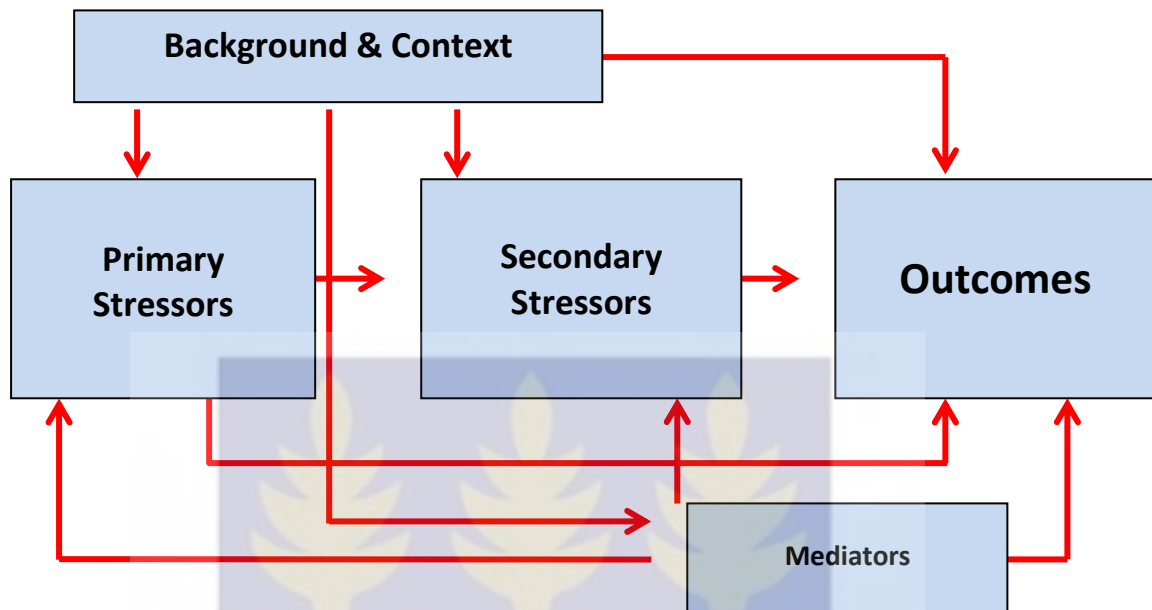 Background & Context
Primary
Stressors
Secondary
Stressors
Outcomes
Mediators